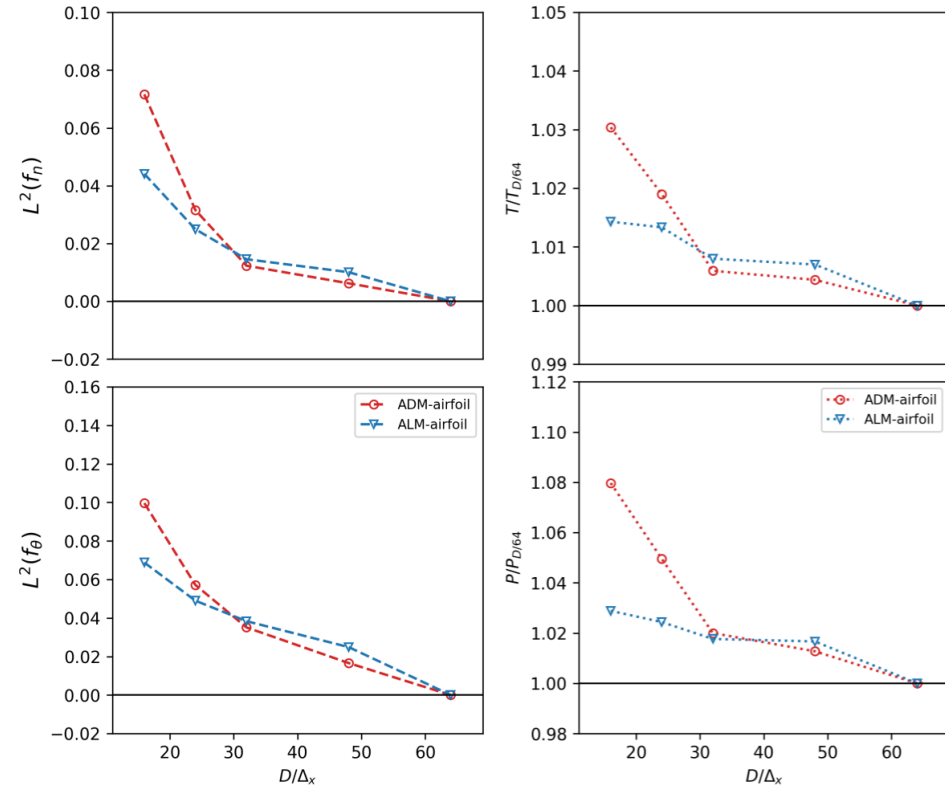 0.10
0.08
0.06
0.04
0.02
0.00
−0.02
L²(fₙ)
1.05
1.04
1.03
1.02
1.01
1.00
0.99
T/T_{D/64}
0.16
0.14
0.12
0.10
0.08
0.06
0.04
0.02
0.00
−0.02
L²(f_θ)
ADM-airfoil
ALM-airfoil
20 30 40 50 60
D/Δₓ
1.12
1.10
1.08
1.06
1.04
1.02
1.00
0.98
P/P_{D/64}
ADM-airfoil
ALM-airfoil
20 30 40 50 60
D/Δₓ